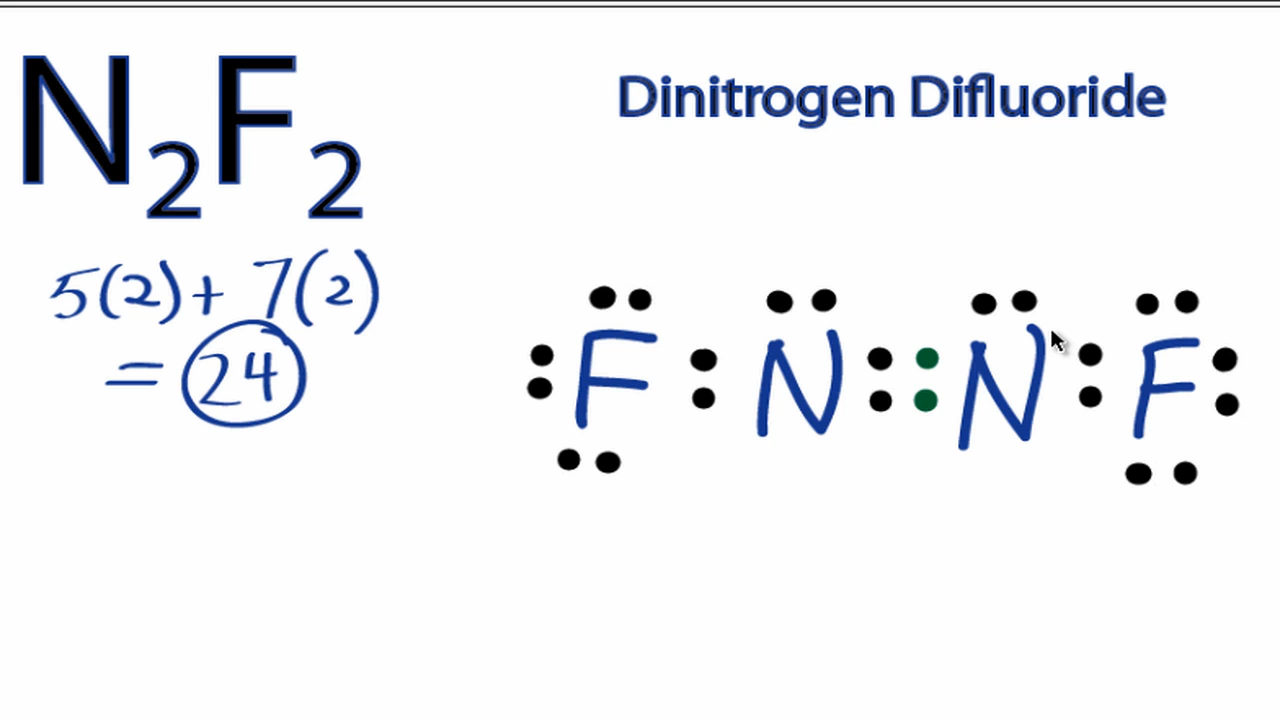 N2F2
Dinitrogen Difluoride
5(2)+ 7(2)
= 24
F N N F